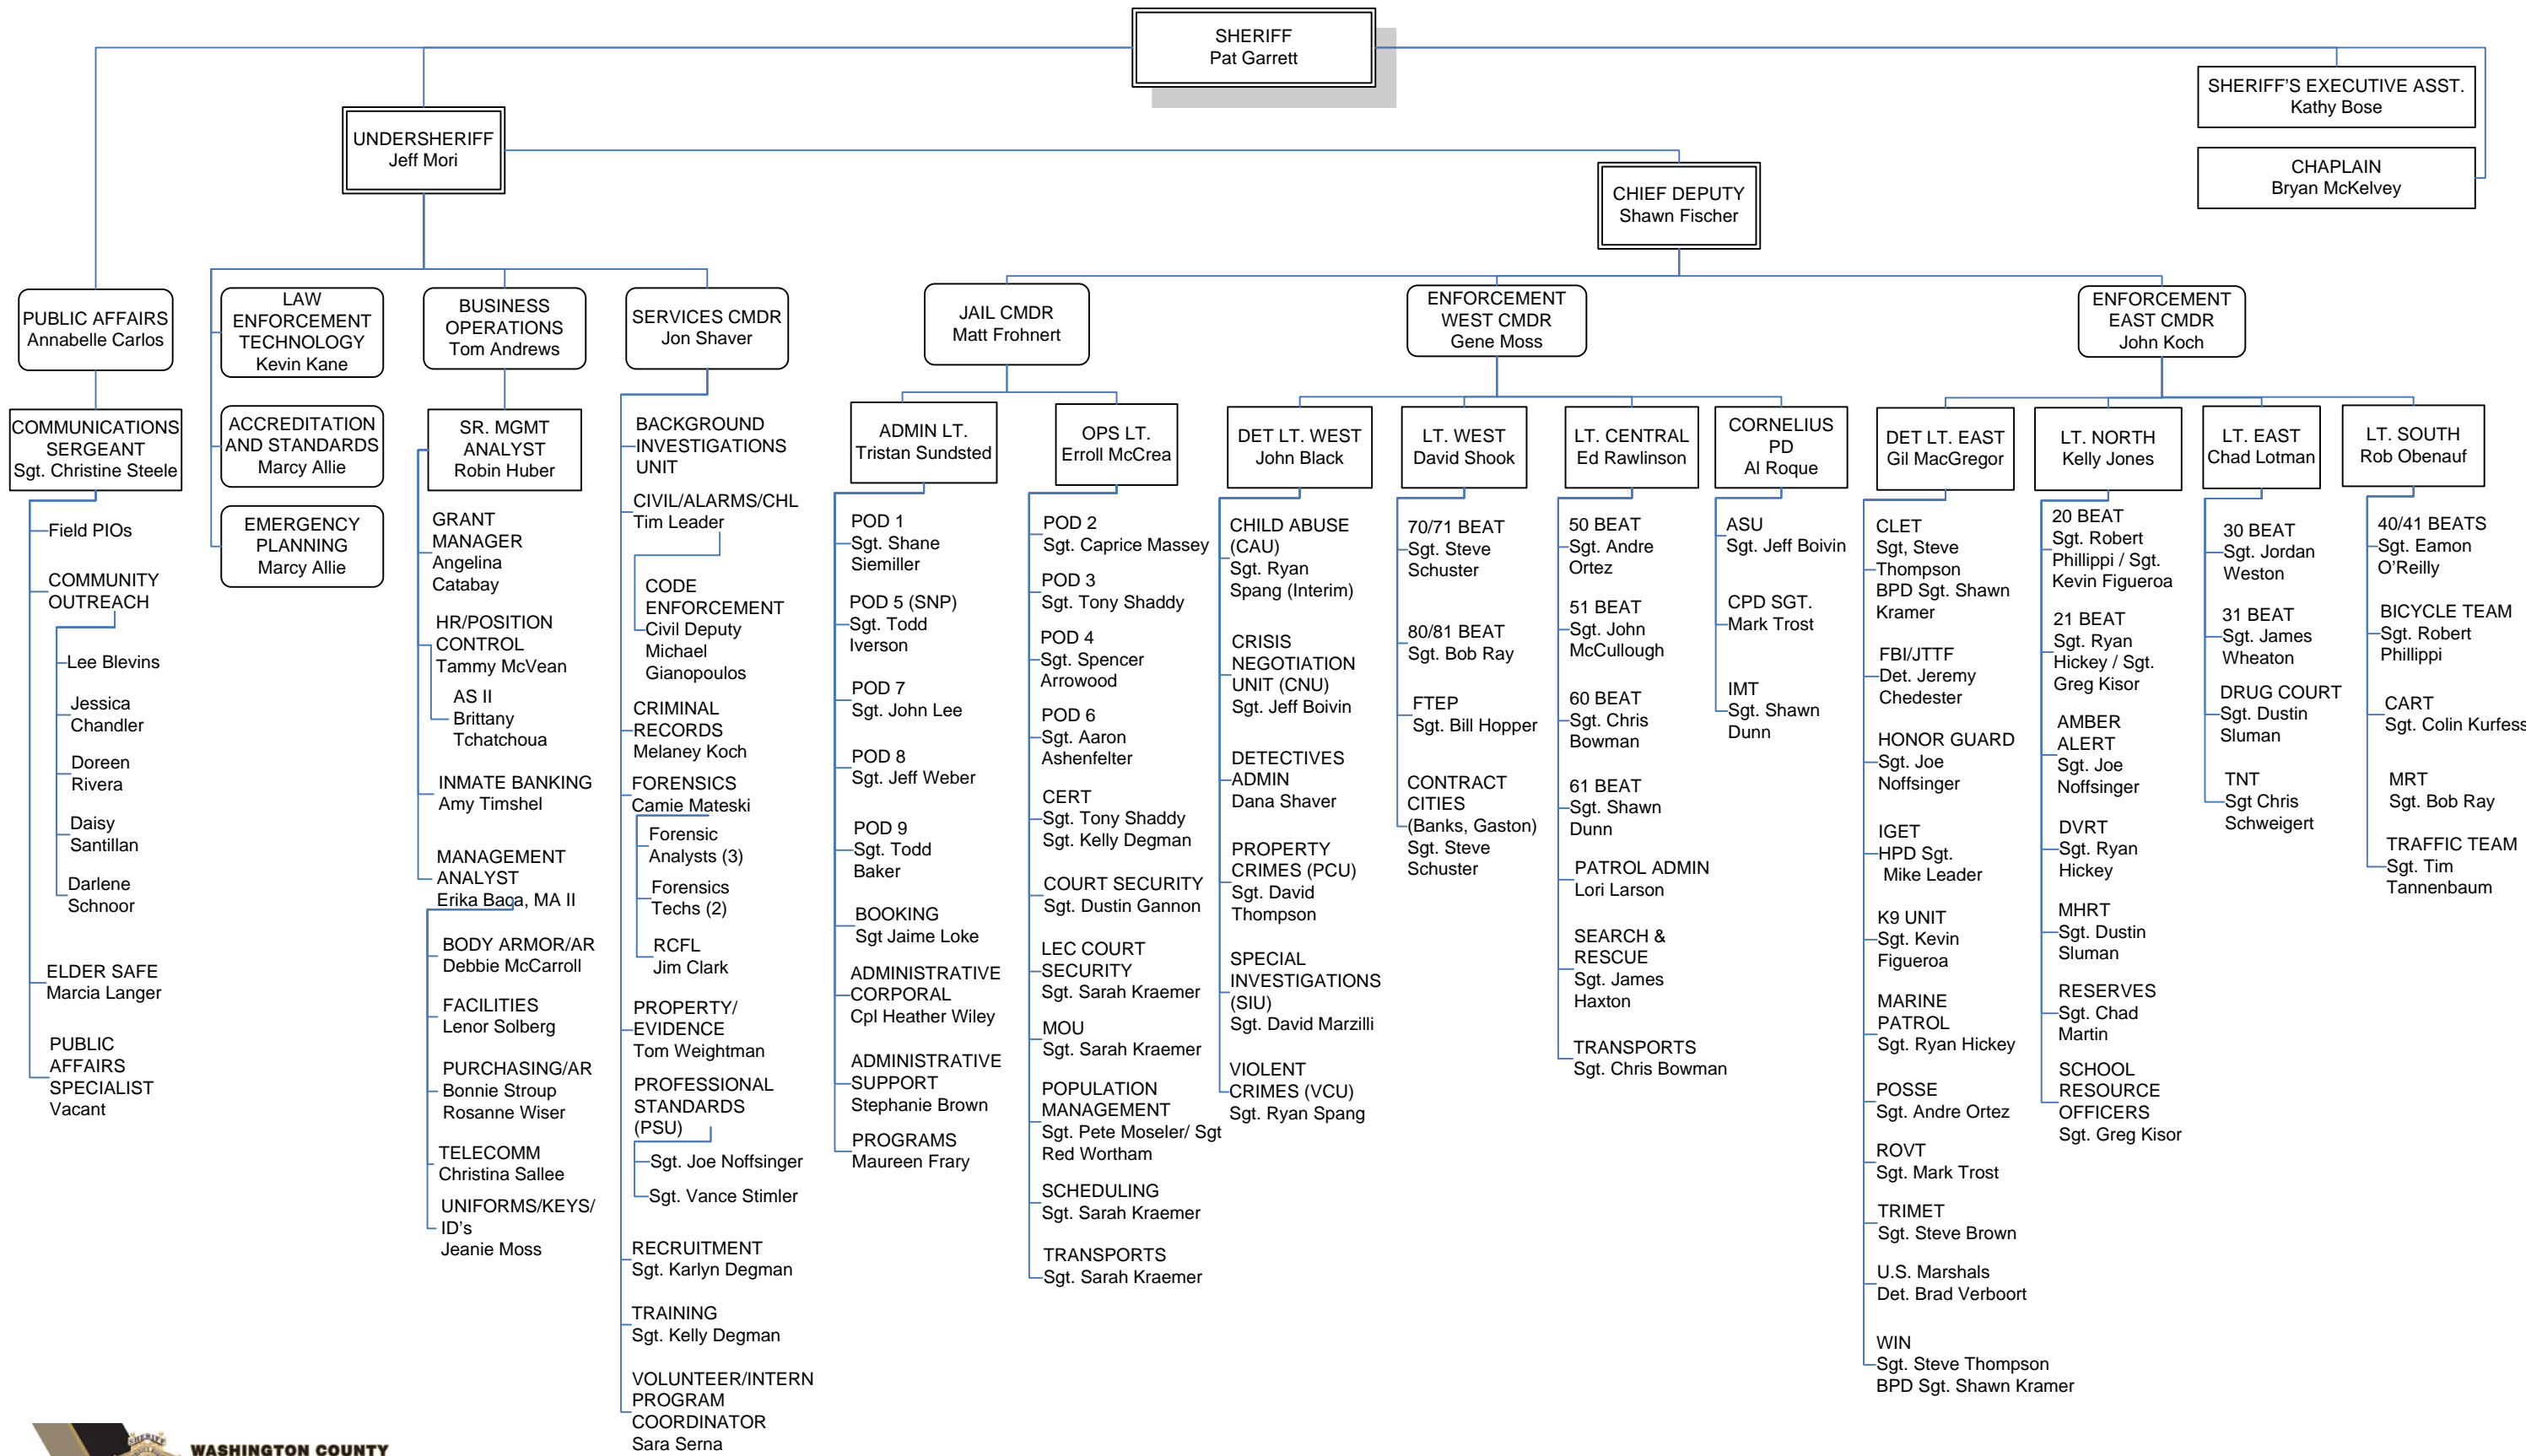 SHERIFF
Pat Garrett
SHERIFF'S EXECUTIVE ASST.
Kathy Bose
CHAPLAIN
Bryan McKelvey
UNDERSHERIFF
Jeff Mori
CHIEF DEPUTY
Shawn Fischer
PUBLIC AFFAIRS
Annabelle Carlos
COMMUNICATIONS
SERGEANT
Sgt. Christine Steele
Field PIOs
COMMUNITY
OUTREACH
Lee Blevins
Jessica
Chandler
Doreen
Rivera
Daisy
Santillan
Darlene
Schnoor
ELDER SAFE
Marcia Langer
PUBLIC
AFFAIRS
SPECIALIST
Vacant
LAW
ENFORCEMENT
TECHNOLOGY
Kevin Kane
ACCREDITATION
AND STANDARDS
Marcy Allie
EMERGENCY
PLANNING
Marcy Allie
BUSINESS
OPERATIONS
Tom Andrews
SR. MGMT
ANALYST
Robin Huber
GRANT
MANAGER
Angelina
Catabay
HR/POSITION
CONTROL
Tammy McVean
AS II
Brittany
Tchatchoua
INMATE BANKING
Amy Timshel
MANAGEMENT
ANALYST
Erika Baca, MA II
BODY ARMOR/AR
Debbie McCarroll
FACILITIES
Lenor Solberg
PURCHASING/AR
Bonnie Stroup
Rosanne Wiser
TELECOMM
Christina Sallee
UNIFORMS/KEYS/
ID's
Jeanie Moss
SERVICES CMDR
Jon Shaver
BACKGROUND
INVESTIGATIONS
UNIT
CIVIL/ALARMS/CHL
Tim Leader
CODE
ENFORCEMENT
Civil Deputy
Michael
Gianopoulos
CRIMINAL
RECORDS
Melaney Koch
FORENSICS
Camie Mateski
Forensic
Analysts (3)
Forensics
Techs (2)
RCFL
Jim Clark
PROPERTY/
EVIDENCE
Tom Weightman
PROFESSIONAL
STANDARDS
(PSU)
Sgt. Joe Noffsinger
Sgt. Vance Stimler
RECRUITMENT
Sgt. Karlyn Degman
TRAINING
Sgt. Kelly Degman
VOLUNTEER/INTERN
PROGRAM
COORDINATOR
Sara Serna
JAIL CMDR
Matt Frohnert
ADMIN LT.
Tristan Sundsted
POD 1
Sgt. Shane
Siemiller
POD 5 (SNP)
Sgt. Todd
Iverson
POD 7
Sgt. John Lee
POD 8
Sgt. Jeff Weber
POD 9
Sgt. Todd
Baker
BOOKING
Sgt Jaime Loke
ADMINISTRATIVE
CORPORAL
Cpl Heather Wiley
ADMINISTRATIVE
SUPPORT
Stephanie Brown
PROGRAMS
Maureen Frary
OPS LT.
Erroll McCrea
POD 2
Sgt. Caprice Massey
POD 3
Sgt. Tony Shaddy
POD 4
Sgt. Spencer
Arrowood
POD 6
Sgt. Aaron
Ashenfelter
CERT
Sgt. Tony Shaddy
Sgt. Kelly Degman
COURT SECURITY
Sgt. Dustin Gannon
LEC COURT
SECURITY
Sgt. Sarah Kraemer
MOU
Sgt. Sarah Kraemer
POPULATION
MANAGEMENT
Sgt. Pete Moseler/ Sgt
Red Wortham
SCHEDULING
Sgt. Sarah Kraemer
TRANSPORTS
Sgt. Sarah Kraemer
ENFORCEMENT
WEST CMDR
Gene Moss
DET LT. WEST
John Black
CHILD ABUSE
(CAU)
Sgt. Ryan
Spang (Interim)
CRISIS
NEGOTIATION
UNIT (CNU)
Sgt. Jeff Boivin
DETECTIVES
ADMIN
Dana Shaver
PROPERTY
CRIMES (PCU)
Sgt. David
Thompson
SPECIAL
INVESTIGATIONS
(SIU)
Sgt. David Marzilli
VIOLENT
CRIMES (VCU)
Sgt. Ryan Spang
LT. WEST
David Shook
70/71 BEAT
Sgt. Steve
Schuster
80/81 BEAT
Sgt. Bob Ray
FTEP
Sgt. Bill Hopper
CONTRACT
CITIES
(Banks, Gaston)
Sgt. Steve
Schuster
LT. CENTRAL
Ed Rawlinson
50 BEAT
Sgt. Andre
Ortez
51 BEAT
Sgt. John
McCullough
60 BEAT
Sgt. Chris
Bowman
61 BEAT
Sgt. Shawn
Dunn
PATROL ADMIN
Lori Larson
SEARCH &
RESCUE
Sgt. James
Haxton
TRANSPORTS
Sgt. Chris Bowman
CORNELIUS
PD
Al Roque
ASU
Sgt. Jeff Boivin
CPD SGT.
Mark Trost
IMT
Sgt. Shawn
Dunn
ENFORCEMENT
EAST CMDR
John Koch
DET LT. EAST
Gil MacGregor
CLET
Sgt, Steve
Thompson
BPD Sgt. Shawn
Kramer
FBI/JTTF
Det. Jeremy
Chedester
HONOR GUARD
Sgt. Joe
Noffsinger
IGET
HPD Sgt.
Mike Leader
K9 UNIT
Sgt. Kevin
Figueroa
MARINE
PATROL
Sgt. Ryan Hickey
POSSE
Sgt. Andre Ortez
ROVT
Sgt. Mark Trost
TRIMET
Sgt. Steve Brown
U.S. Marshals
Det. Brad Verboort
WIN
Sgt. Steve Thompson
BPD Sgt. Shawn Kramer
LT. NORTH
Kelly Jones
20 BEAT
Sgt. Robert
Phillippi / Sgt.
Kevin Figueroa
21 BEAT
Sgt. Ryan
Hickey / Sgt.
Greg Kisor
AMBER
ALERT
Sgt. Joe
Noffsinger
DVRT
Sgt. Ryan
Hickey
MHRT
Sgt. Dustin
Sluman
RESERVES
Sgt. Chad
Martin
SCHOOL
RESOURCE
OFFICERS
Sgt. Greg Kisor
LT. EAST
Chad Lotman
30 BEAT
Sgt. Jordan
Weston
31 BEAT
Sgt. James
Wheaton
DRUG COURT
Sgt. Dustin
Sluman
TNT
Sgt Chris
Schweigert
LT. SOUTH
Rob Obenauf
40/41 BEATS
Sgt. Eamon
O'Reilly
BICYCLE TEAM
Sgt. Robert
Phillippi
CART
Sgt. Colin Kurfess
MRT
Sgt. Bob Ray
TRAFFIC TEAM
Sgt. Tim
Tannenbaum
SHERIFF
WASHINGTON COUNTY